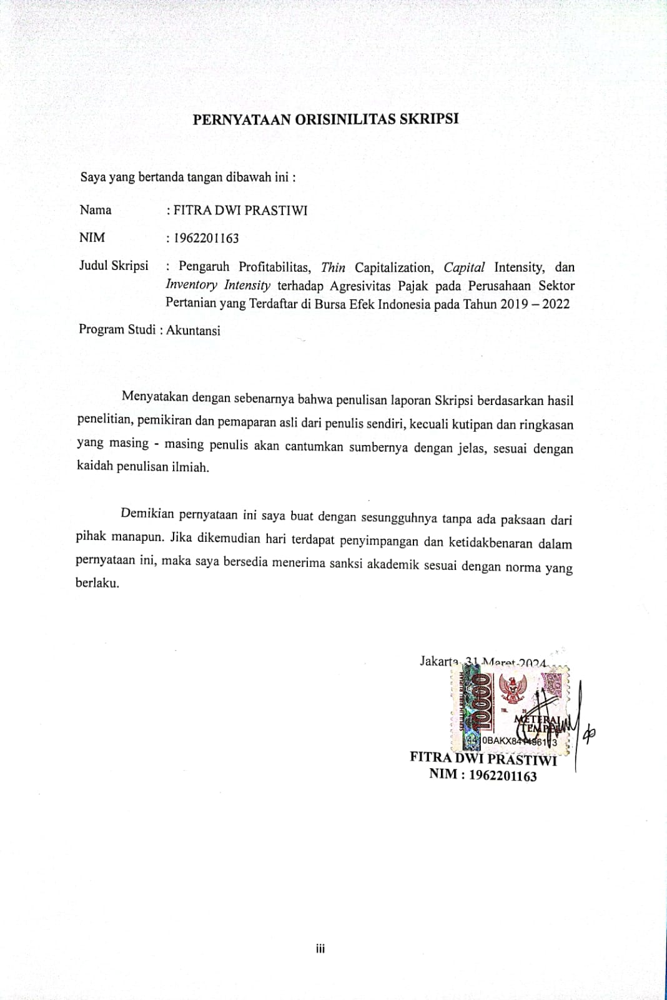 PERNYATAAN ORISINILITAS SKRIPSI
Saya yang bertanda tangan dibawah ini :
Nama : FITRA DWI PRASTIWI
NIM : 1962201163
Judul Skripsi : Pengaruh Profitabilitas, Thin Capitalization, Capital Intensity, dan
Inventory Intensity terhadap Agresivitas Pajak pada Perusahaan Sektor
Pertanian yang Terdaftar di Bursa Efek Indonesia pada Tahun 2019 – 2022
Program Studi : Akuntansi
Menyatakan dengan sebenarnya bahwa penulisan laporan Skripsi berdasarkan hasil
penelitian, pemikiran dan pemaparan asli dari penulis sendiri, kecuali kutipan dan ringkasan
yang masing - masing penulis akan cantumkan sumbernya dengan jelas, sesuai dengan
kaidah penulisan ilmiah.
Demikian pernyataan ini saya buat dengan sesungguhnya tanpa ada paksaan dari
pihak manapun. Jika dikemudian hari terdapat penyimpangan dan ketidakbenaran dalam
pernyataan ini, maka saya bersedia menerima sanksi akademik sesuai dengan norma yang
berlaku.
Jakarta, 31 Maret 2024
SEPULUH RIBU RUPIAH
10000
TGL. 20
METERAI
TEMPEL
FITRA DWI PRASTIWI
NIM : 1962201163
iii